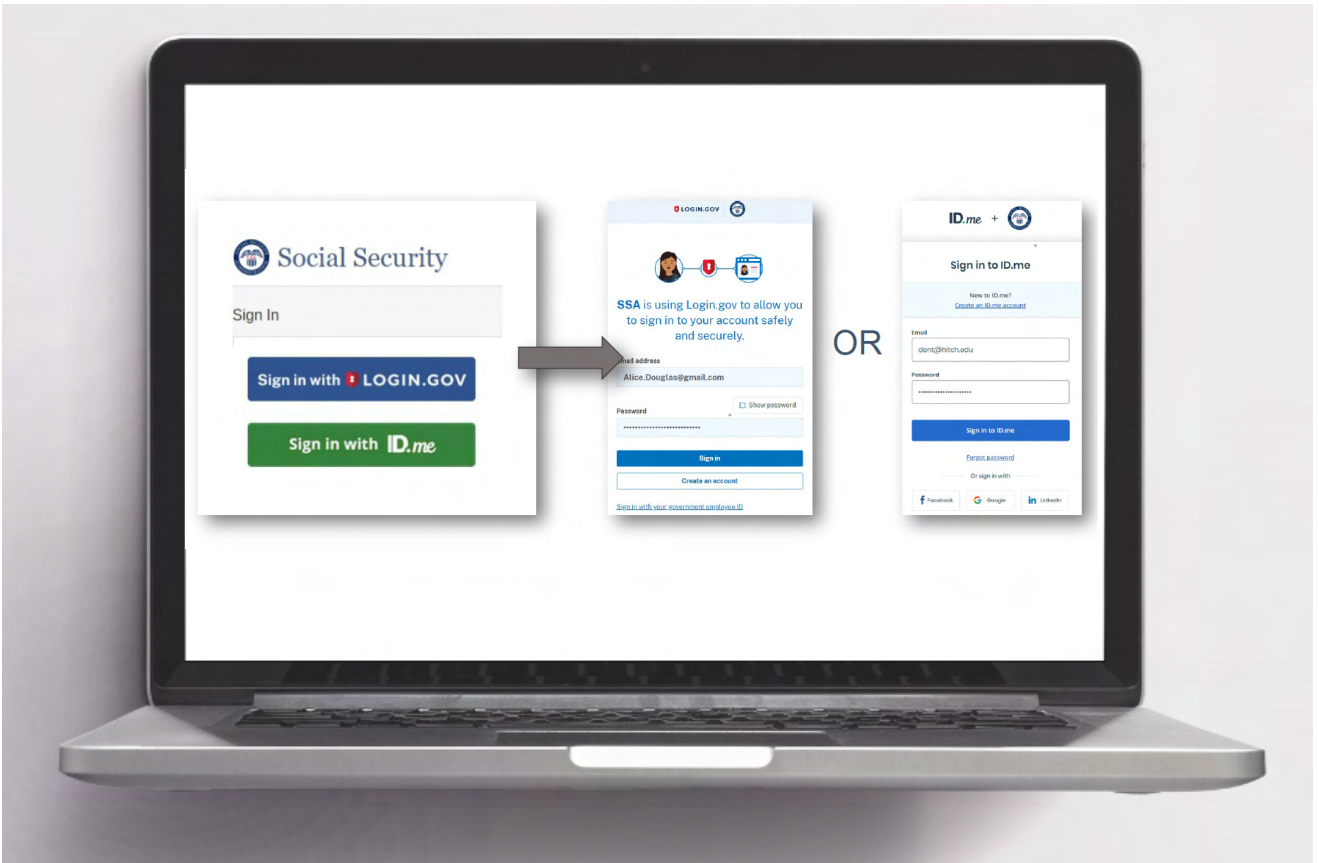 Social Security
Sign In
Sign in with LOGIN.GOV
Sign in with ID.me
LOGIN.GOV
SSA is using Login.gov to allow you
to sign in to your account safely
and securely.
Email address
Alice.Douglas@gmail.com
Show password
Password
Sign in
Create an account
Sign in with your government employee ID
OR
ID.me +
Sign in to ID.me
New to ID.me?
Create an ID.me account
Email
dent@hitch.edu
Password
Sign in to ID.me
Forgot password
Or sign in with
Facebook Google LinkedIn